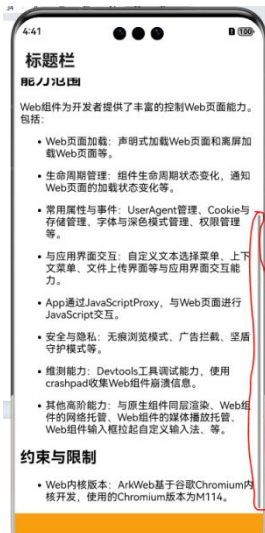 4:41
100
标题栏
能力范围
Web组件为开发者提供了丰富的控制Web页面能力。
包括：
• Web页面加载：声明式加载Web页面和离屏加
载Web页面等。
• 生命周期管理：组件生命周期状态变化，通知
Web页面的加载状态变化等。
• 常用属性与事件：UserAgent管理、Cookie与
存储管理、字体与深色模式管理、权限管理
等。
• 与应用界面交互：自定义文本选择菜单、上下
文菜单、文件上传界面等与应用界面交互能
力。
• App通过JavaScriptProxy，与Web页面进行
JavaScript交互。
• 安全与隐私：无痕浏览模式、广告拦截、坚盾
守护模式等。
• 维测能力：Devtools工具调试能力，使用
crashpad收集Web组件崩溃信息。
• 其他高阶能力：与原生组件同层渲染、Web组
件的网络托管、Web组件的媒体播放托管、
Web组件输入框拉起自定义输入法、等。
约束与限制
• Web内核版本：ArkWeb基于谷歌Chromium内
核开发，使用的Chromium版本为M114。